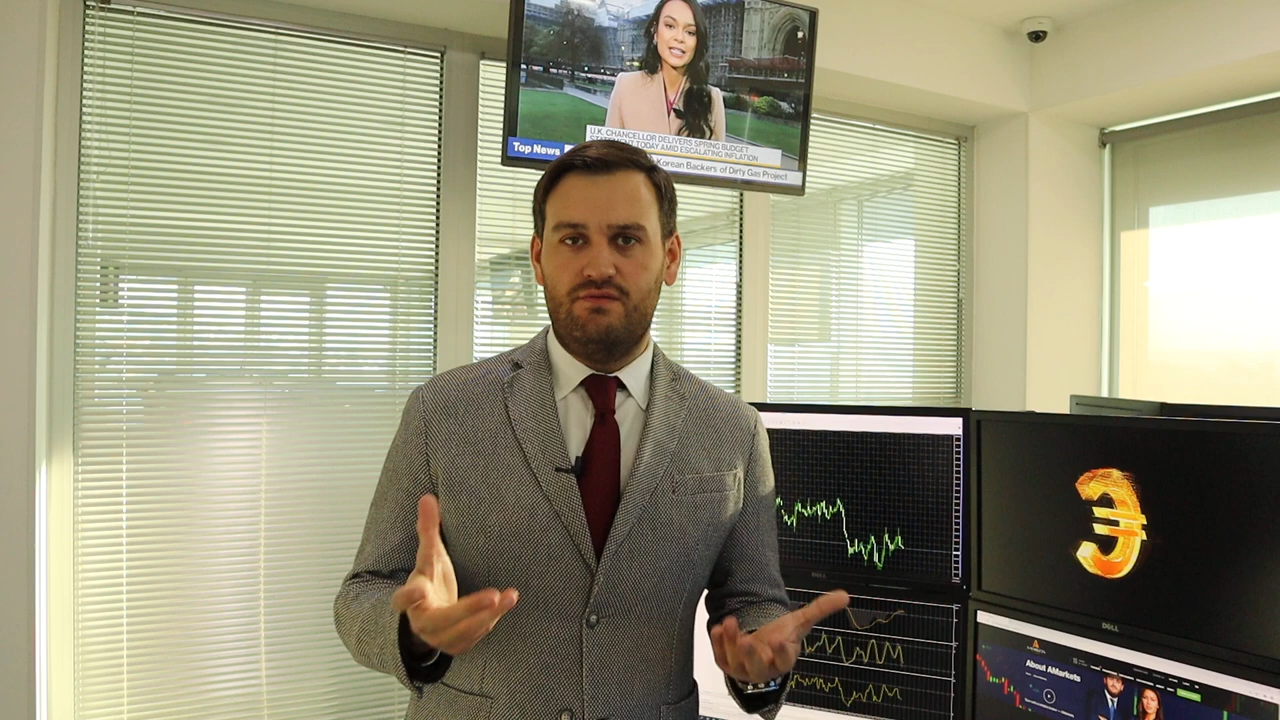 U.K. CHANCELLOR DELIVERS SPRING BUDGET
STATEMENT TODAY AMID ESCALATING INFLATION
Top News
Korean Backers of Dirty Gas Project
DELL
About AMarkets